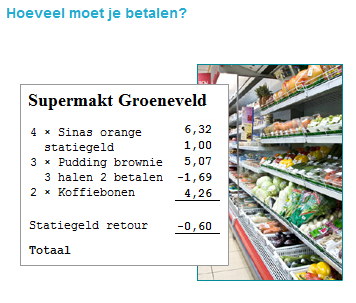 Hoeveel moet je betalen?
Supermakt Groeneveld
4 × Sinas orange 6,32
statiegeld 1,00
3 × Pudding brownie 5,07
3 halen 2 betalen -1,69
2 × Koffiebonen 4,26
Statiegeld retour -0,60
Totaal